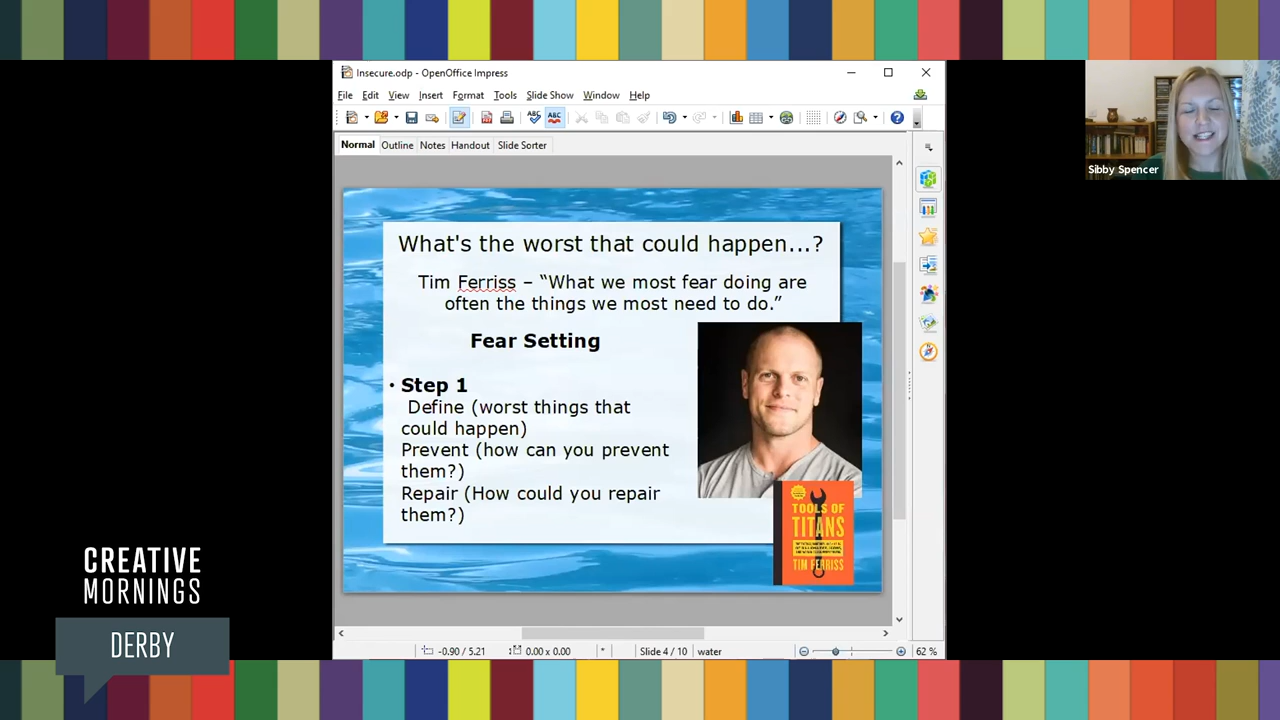 Insecure.odp - OpenOffice Impress
File Edit View Insert Format Tools Slide Show Window Help
ABC ABC
Normal Outline Notes Handout Slide Sorter
Sibby Spencer
What's the worst that could happen...?
Tim Ferriss – “What we most fear doing are
often the things we most need to do.”
Fear Setting
• Step 1
Define (worst things that
could happen)
Prevent (how can you prevent
them?)
Repair (How could you repair
them?)
TOOLS OF
TITANS
TIM FERRISS
CREATIVE
MORNINGS
DERBY
-0.90 / 5.21 0.00 x 0.00 * Slide 4 / 10 water 62 %